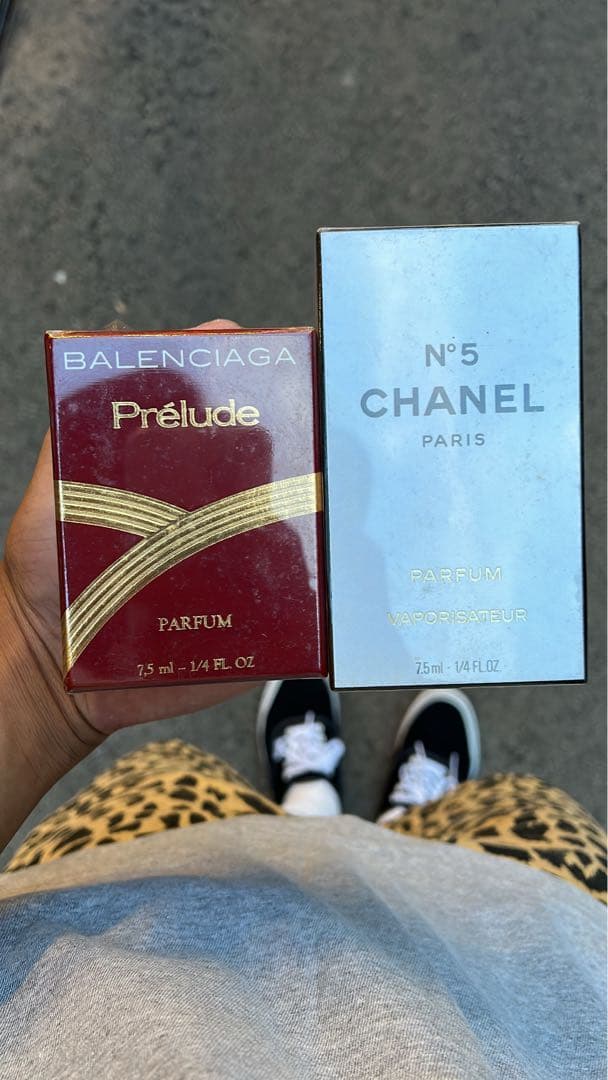 BALENCIAGA
Prélude
PARFUM
7,5 ml – 1/4 FL. OZ
N°5
CHANEL
PARIS
PARFUM
VAPORISATEUR
7.5 ml - 1/4 FL.OZ.